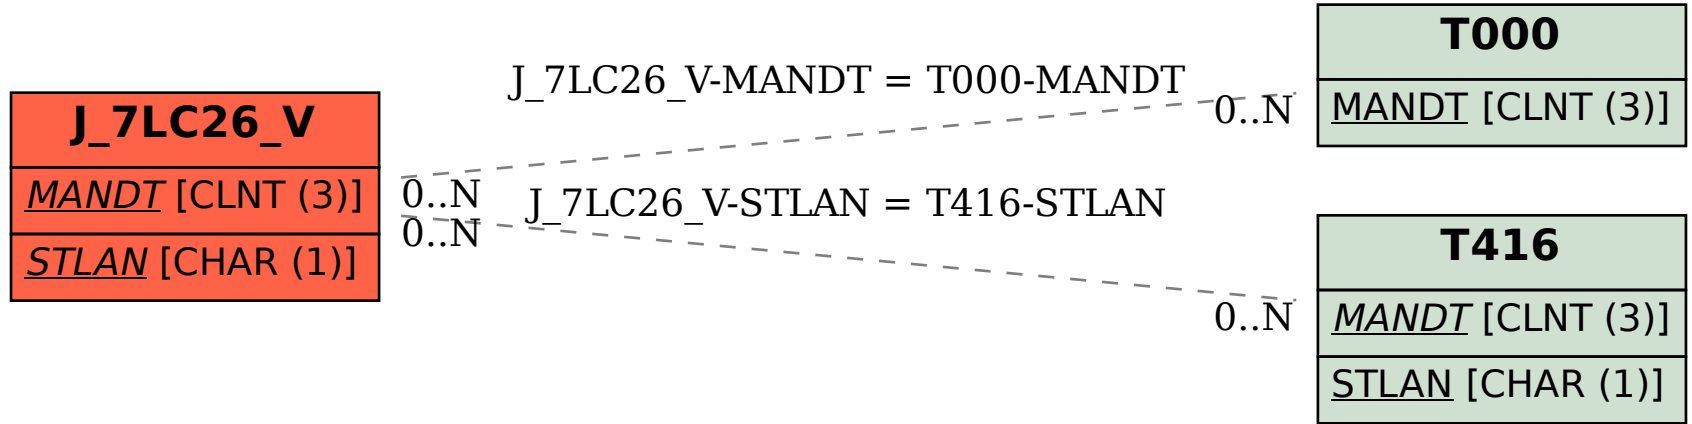 J_7LC26_V
MANDT [CLNT (3)]
STLAN [CHAR (1)]
J_7LC26_V-MANDT = T000-MANDT
0..N
0..N
J_7LC26_V-STLAN = T416-STLAN
0..N
0..N
T000
MANDT [CLNT (3)]
T416
MANDT [CLNT (3)]
STLAN [CHAR (1)]